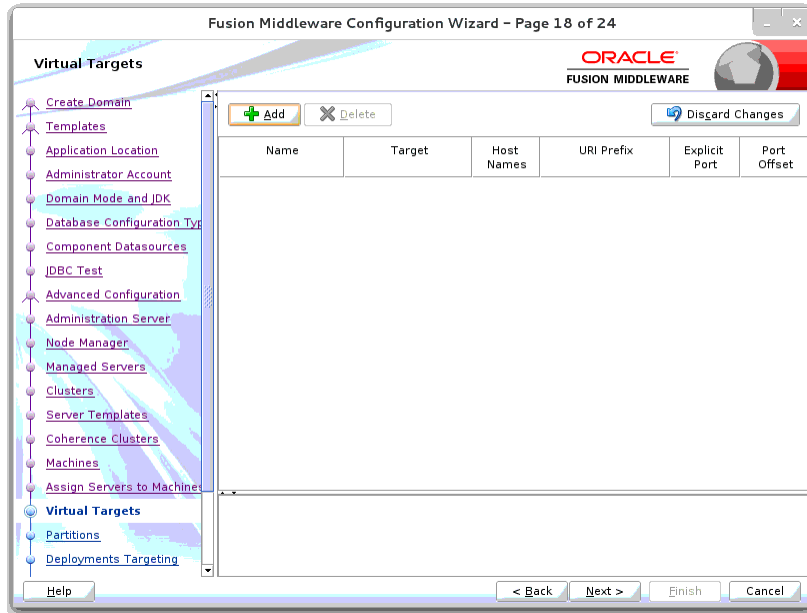 Fusion Middleware Configuration Wizard – Page 18 of 24
Virtual Targets
ORACLE
FUSION MIDDLEWARE
Create Domain
Templates
Application Location
Administrator Account
Domain Mode and JDK
Database Configuration Typ
Component Datasources
JDBC Test
Advanced Configuration
Administration Server
Node Manager
Managed Servers
Clusters
Server Templates
Coherence Clusters
Machines
Assign Servers to Machines
Virtual Targets
Partitions
Deployments Targeting
Add Delete Discard Changes
Name Target Host Names URI Prefix Explicit Port Port Offset
Help < Back Next > Finish Cancel